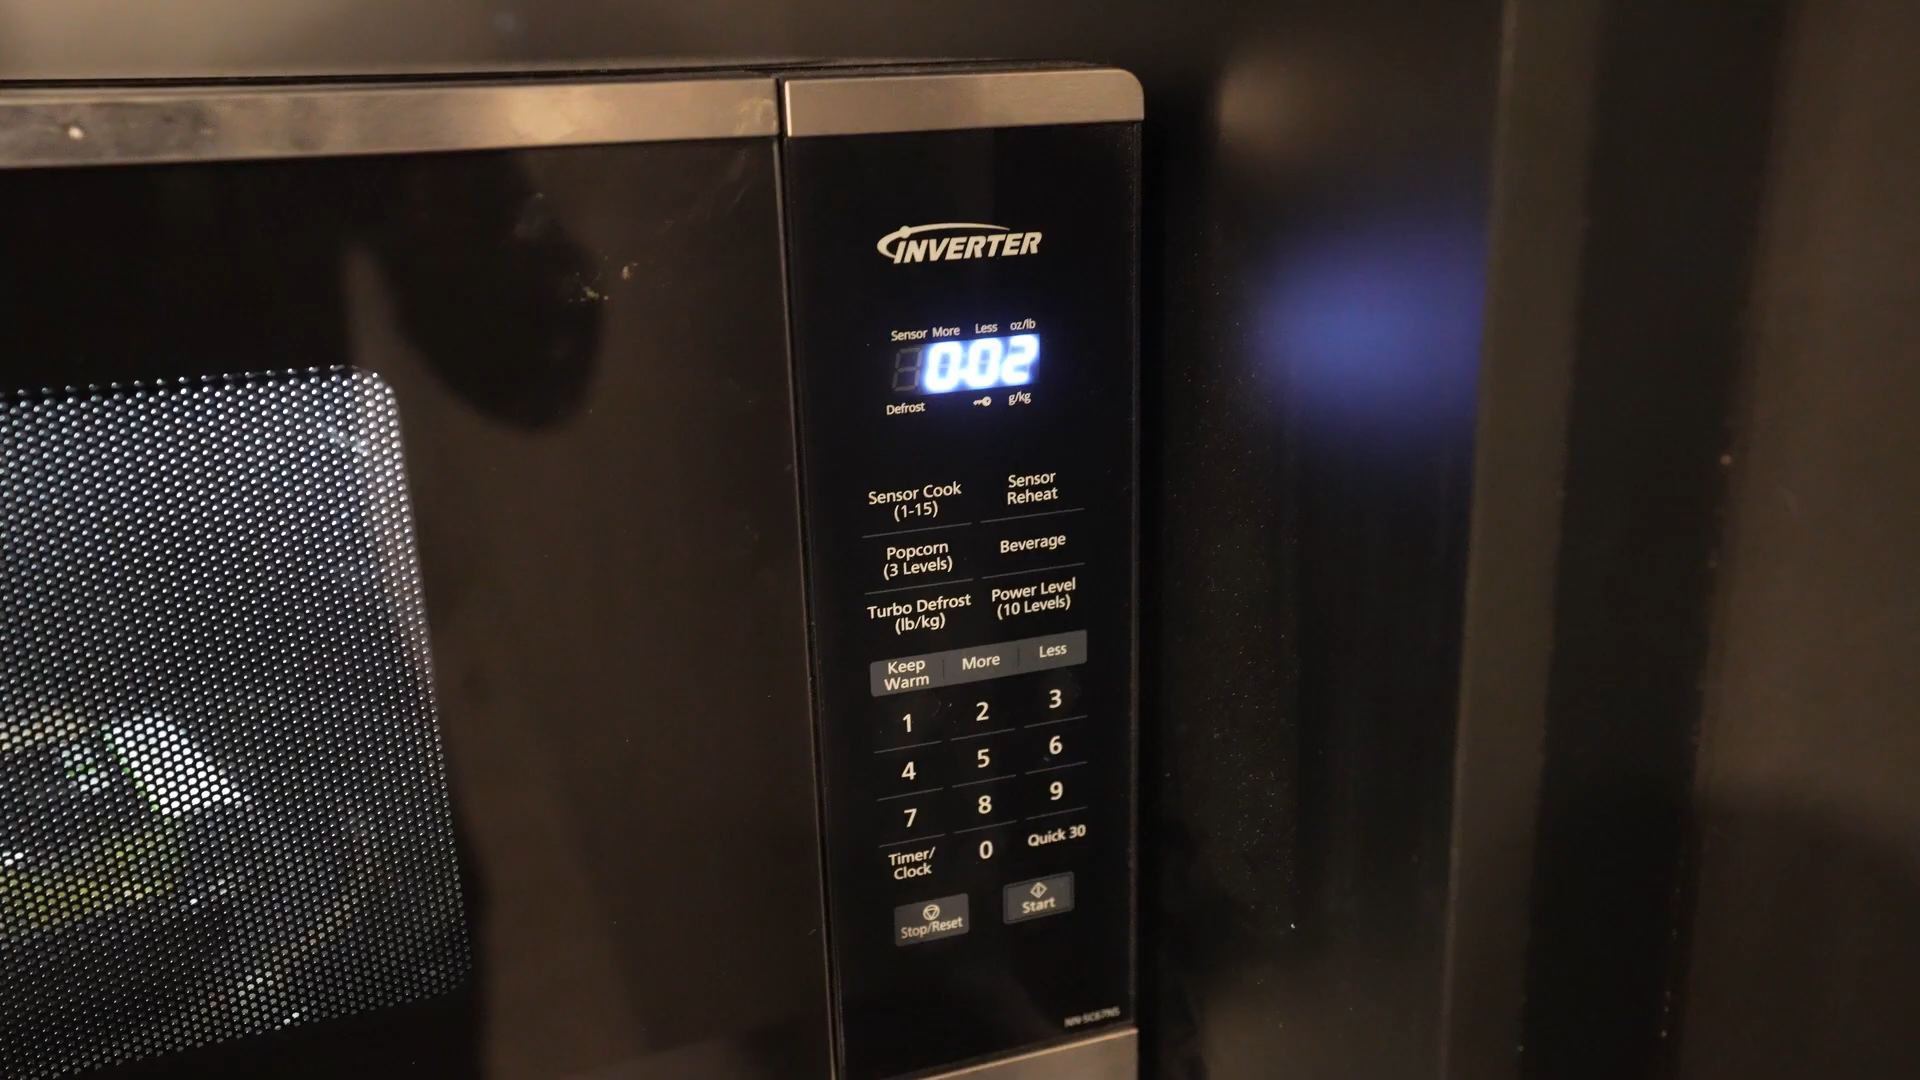 INVERTER
Sensor More Less oz/lb
0:02
Defrost g/kg
Sensor Cook
(1-15)
Sensor
Reheat
Popcorn
(3 Levels)
Beverage
Turbo Defrost
(lb/kg)
Power Level
(10 Levels)
Keep
Warm
More
Less
1 2 3
4 5 6
7 8 9
Timer/
Clock
0
Quick 30
Stop/Reset
Start